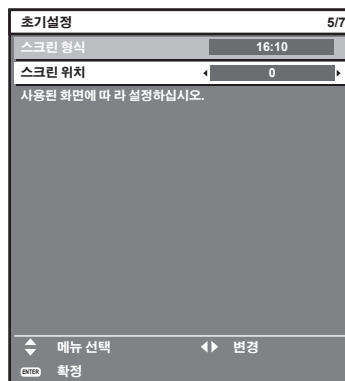 초기설정 5/7
스크린 형식 16:10
스크린 위치 0
사용된 화면에 따 라 설정하십시오.
메뉴 선택 변경
ENTER 확정